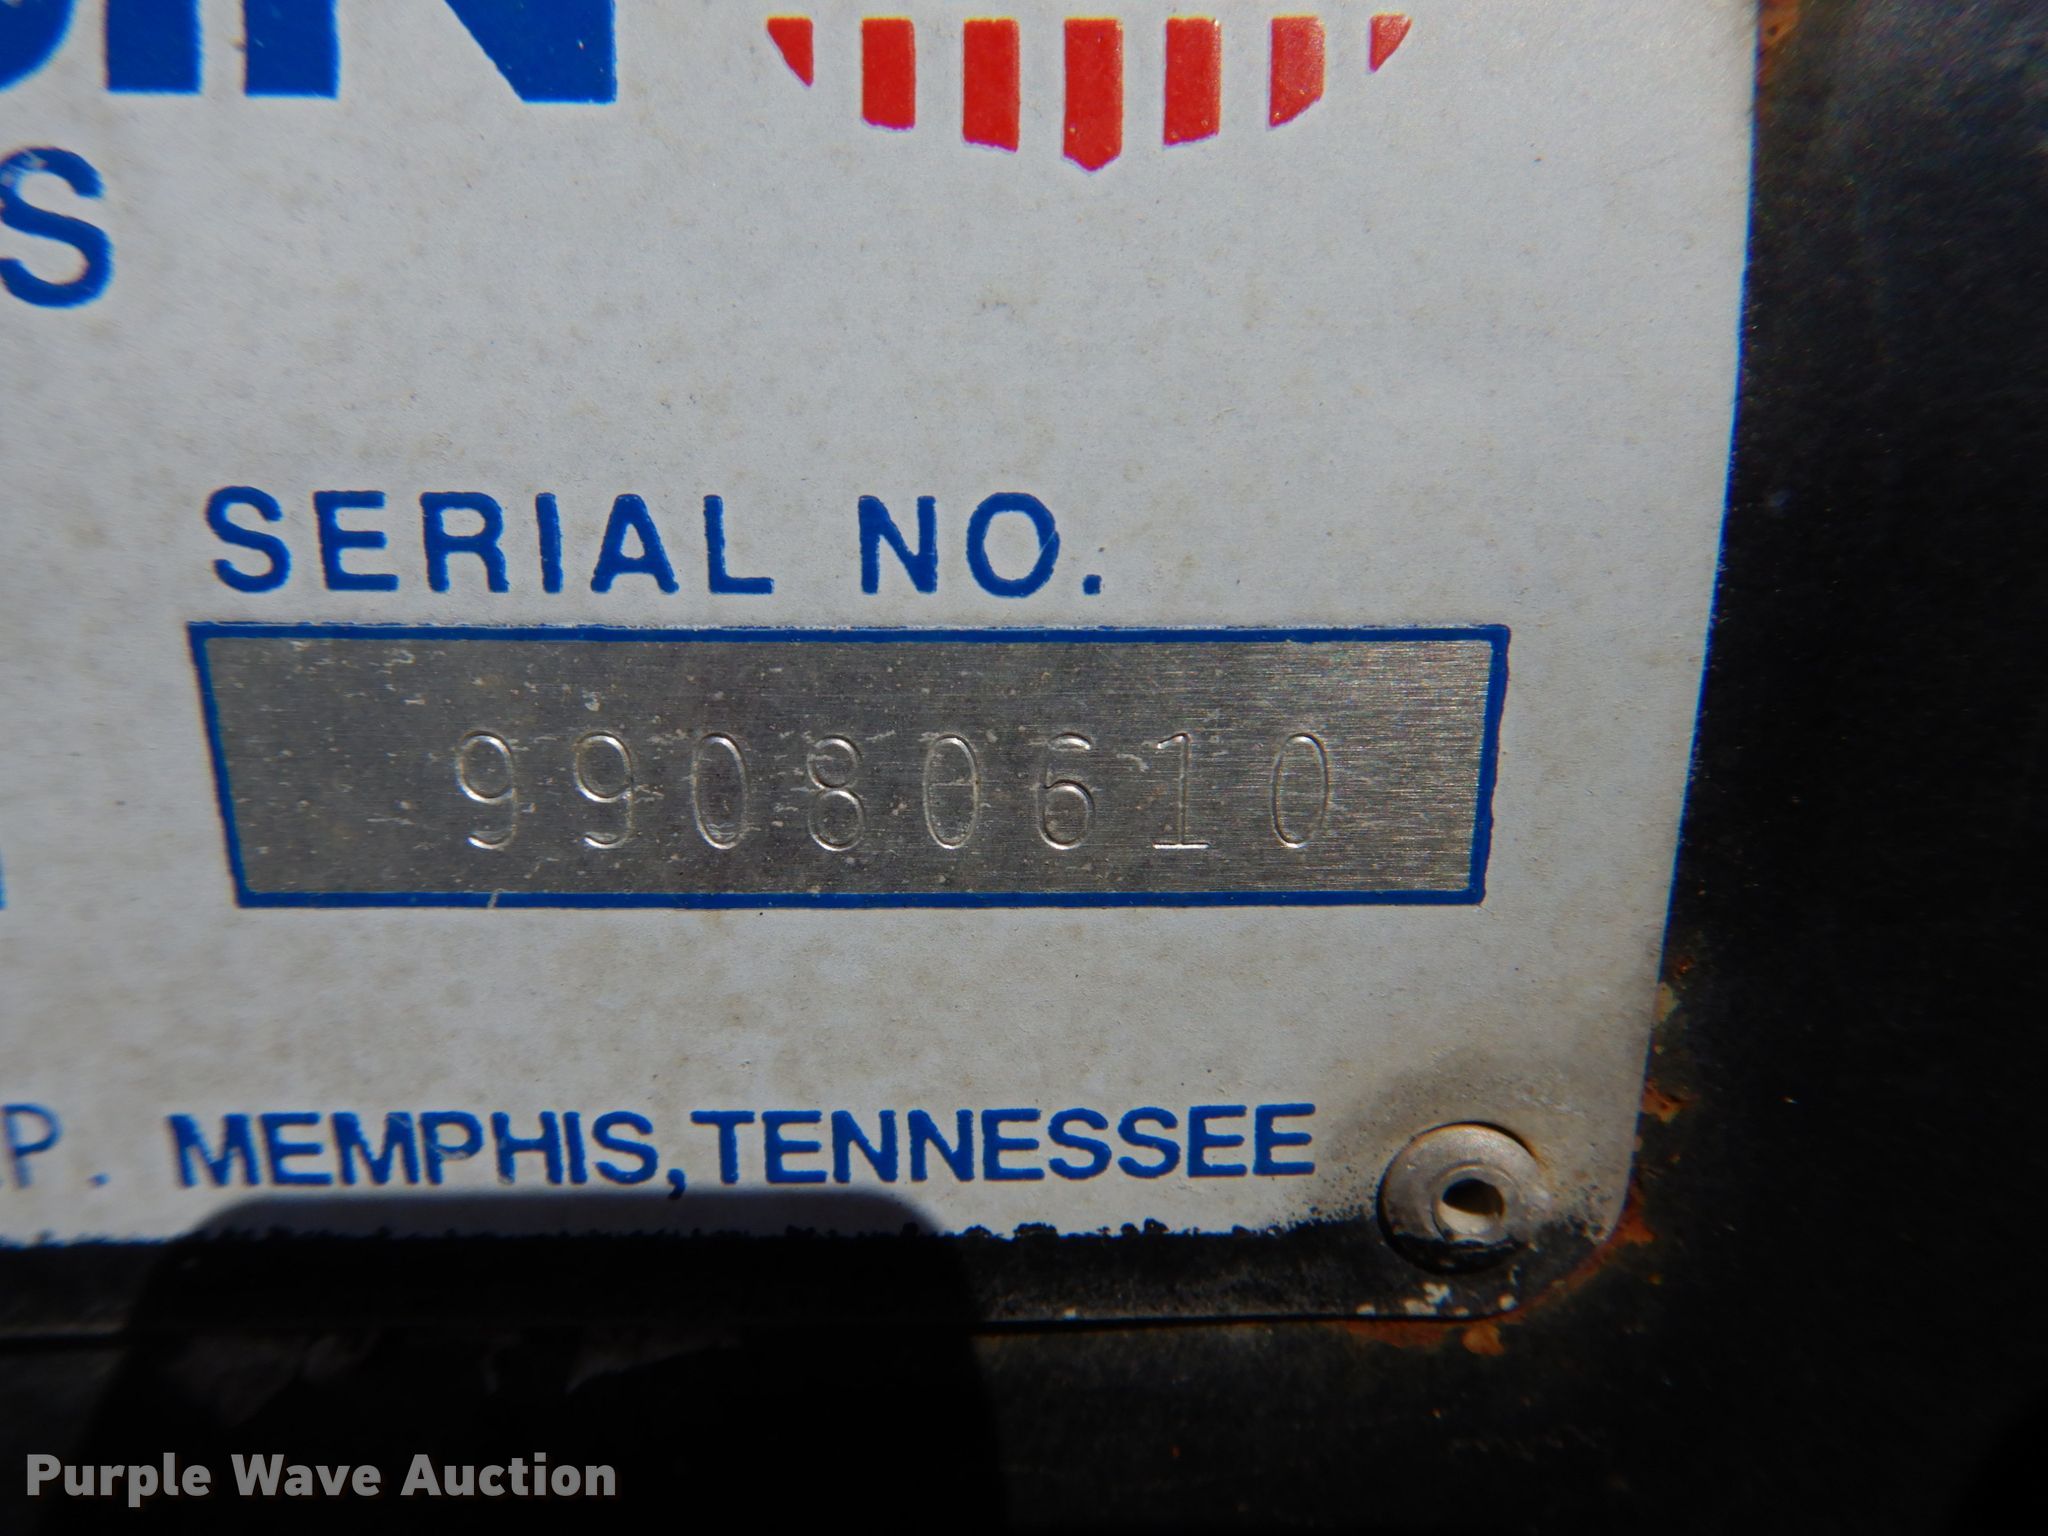 S
SERIAL NO.
99080610
P. MEMPHIS, TENNESSEE
Purple Wave Auction